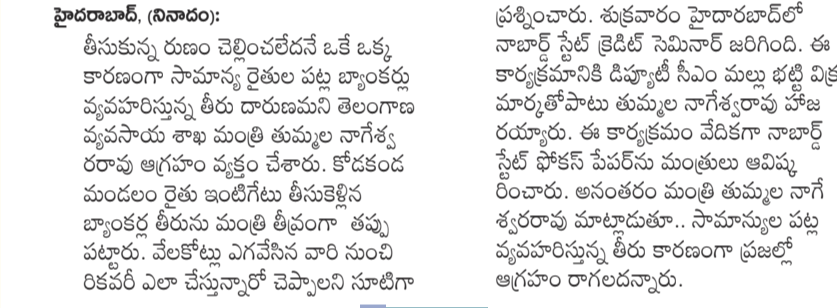 హైదరాబాద్, (నినాదం):
తీసుకున్న రుణం చెల్లించలేదనే ఒకే ఒక్క
కారణంగా సామాన్య రైతుల పట్ల బ్యాంకర్లు
వ్యవహరిస్తున్న తీరు దారుణమని తెలంగాణ
వ్యవసాయ శాఖ మంత్రి తుమ్మల నాగేశ్వ
రరావు ఆగ్రహం వ్యక్తం చేశారు. కోడకండ
మండలం రైతు ఇంటిగేటు తీసుకెళ్లిన
బ్యాంకర్ల తీరును మంత్రి తీవ్రంగా తప్పు
పట్టారు. వేలకోట్లు ఎగవేసిన వారి నుంచి
రికవరీ ఎలా చేస్తున్నారో చెప్పాలని సూటిగా
ప్రశ్నించారు. శుక్రవారం హైదారబాద్‌లో
నాబార్డ్ స్టేట్ క్రెడిట్ సెమినార్ జరిగింది. ఈ
కార్యక్రమానికి డిప్యూటీ సీఎం మల్లు భట్టి విక్ర
మార్కతోపాటు తుమ్మల నాగేశ్వరావు హాజ
రయ్యారు. ఈ కార్యక్రమం వేదికగా నాబార్డ్
స్టేట్ ఫోకస్ పేపర్‌ను మంత్రులు ఆవిష్క
రించారు. అనంతరం మంత్రి తుమ్మల నాగే
శ్వరరావు మాట్లాడుతూ.. సామాన్యుల పట్ల
వ్యవహరిస్తున్న తీరు కారణంగా ప్రజల్లో
ఆగ్రహం రాగలదన్నారు.